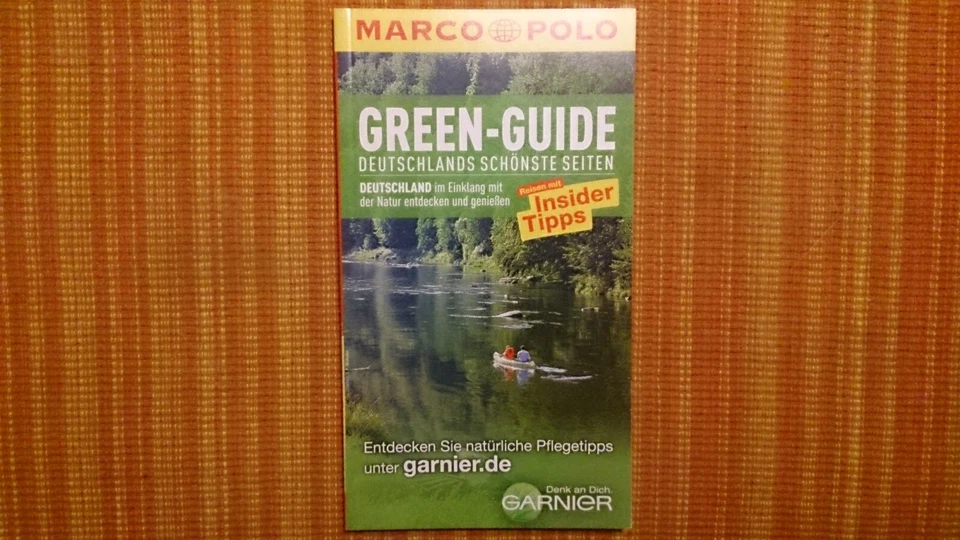 MARCO POLO
GREEN-GUIDE
DEUTSCHLANDS SCHÖNSTE SEITEN
DEUTSCHLAND im Einklang mit
der Natur entdecken und genießen
Reisen mit
Insider
Tipps
Entdecken Sie natürliche Pflegetipps
unter garnier.de
Denk an Dich.
GARNIER